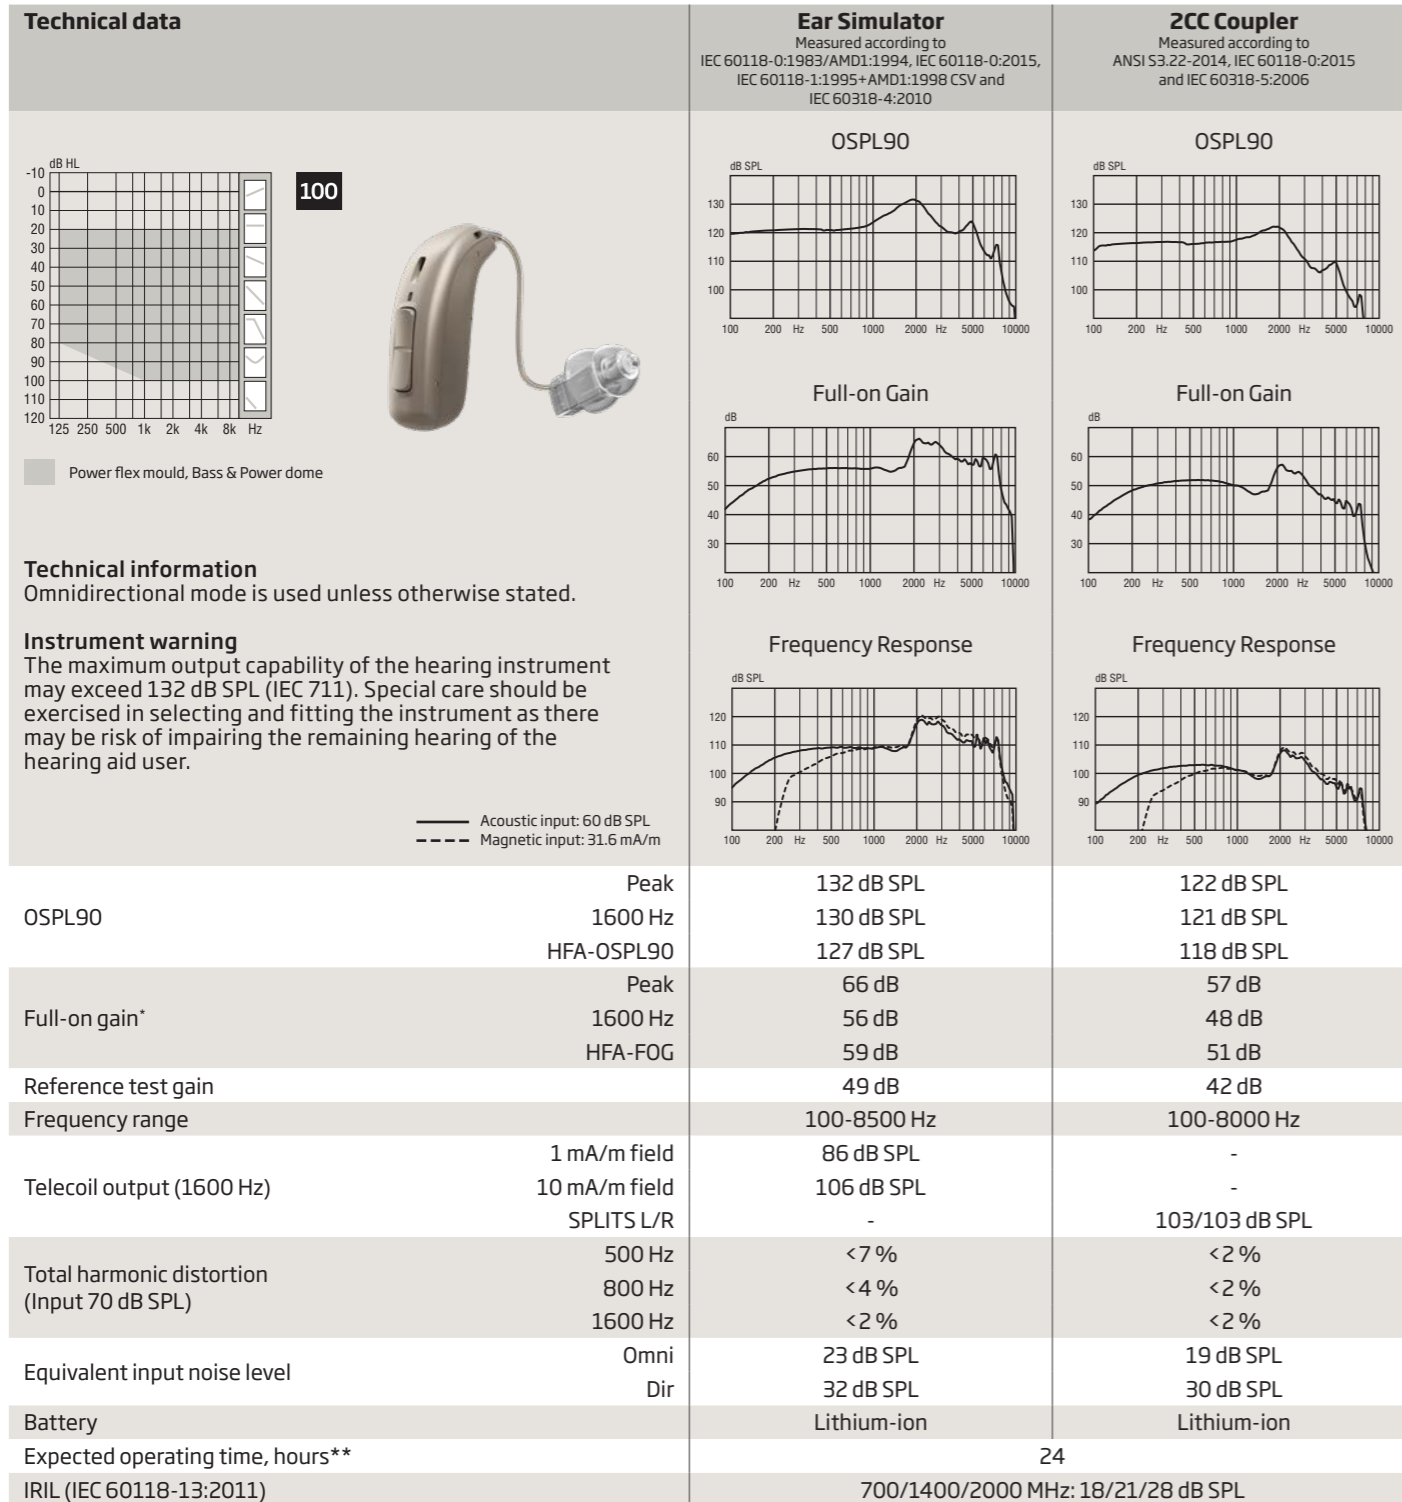 Technical data
Ear Simulator
Measured according to
IEC 60118-0:1983/AMD1:1994, IEC 60118-0:2015,
IEC 60118-1:1995+AMD1:1998 CSV and
IEC 60318-4:2010
2CC Coupler
Measured according to
ANSI S3.22-2014, IEC 60118-0:2015
and IEC 60318-5:2006
dB HL
-10
0
10
20
30
40
50
60
70
80
90
100
110
120
125 250 500 1k 2k 4k 8k Hz
100
Power flex mould, Bass & Power dome
Technical information
Omnidirectional mode is used unless otherwise stated.
Instrument warning
The maximum output capability of the hearing instrument
may exceed 132 dB SPL (IEC 711). Special care should be
exercised in selecting and fitting the instrument as there
may be risk of impairing the remaining hearing of the
hearing aid user.
Acoustic input: 60 dB SPL
Magnetic input: 31.6 mA/m
OSPL90
dB SPL
130
120
110
100
100 200 Hz 500 1000 2000 Hz 5000 10000
OSPL90
dB SPL
130
120
110
100
100 200 Hz 500 1000 2000 Hz 5000 10000
Full-on Gain
dB
60
50
40
30
100 200 Hz 500 1000 2000 Hz 5000 10000
Full-on Gain
dB
60
50
40
30
100 200 Hz 500 1000 2000 Hz 5000 10000
Frequency Response
dB SPL
120
110
100
90
100 200 Hz 500 1000 2000 Hz 5000 10000
Frequency Response
dB SPL
120
110
100
90
100 200 Hz 500 1000 2000 Hz 5000 10000
OSPL90
Peak 132 dB SPL 122 dB SPL
1600 Hz 130 dB SPL 121 dB SPL
HFA-OSPL90 127 dB SPL 118 dB SPL
Full-on gain*
Peak 66 dB 57 dB
1600 Hz 56 dB 48 dB
HFA-FOG 59 dB 51 dB
Reference test gain 49 dB 42 dB
Frequency range 100-8500 Hz 100-8000 Hz
Telecoil output (1600 Hz)
1 mA/m field 86 dB SPL -
10 mA/m field 106 dB SPL -
SPLITS L/R - 103/103 dB SPL
Total harmonic distortion
(Input 70 dB SPL)
500 Hz <7 % <2 %
800 Hz <4 % <2 %
1600 Hz <2 % <2 %
Equivalent input noise level
Omni 23 dB SPL 19 dB SPL
Dir 32 dB SPL 30 dB SPL
Battery Lithium-ion Lithium-ion
Expected operating time, hours** 24
IRIL (IEC 60118-13:2011) 700/1400/2000 MHz: 18/21/28 dB SPL